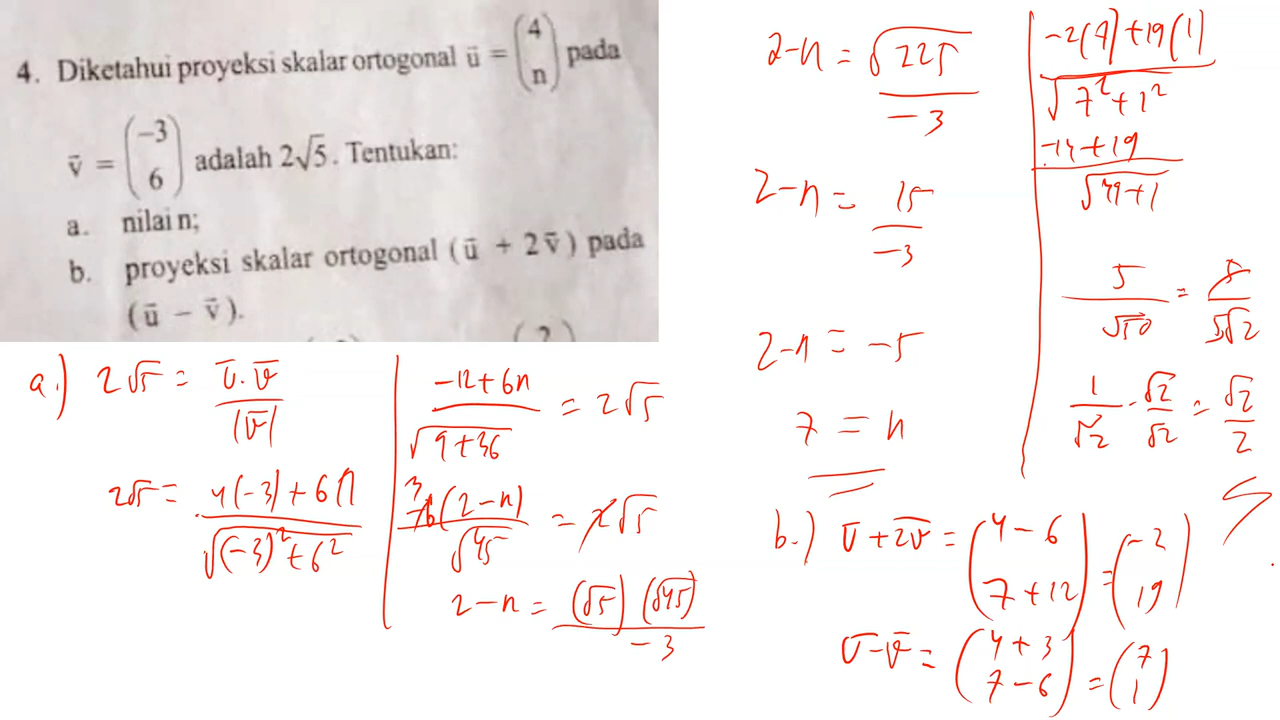 4. Diketahui proyeksi skalar ortogonal ū = (4 n) pada
v̄ = (-3 6) adalah 2√5. Tentukan:
a. nilai n;
b. proyeksi skalar ortogonal (ū + 2v̄) pada
(ū - v̄).
a.) 2√5 = ū.v̄ / |v̄|
2√5 = 4(-3)+6n / √(-3)²+6²
-12+6n / √9+36 = 2√5
(2-n) / √45 = 2√5
2-n = (√5)(√45) / -3
2-n = √225 / -3
2-n = 15 / -3
2-n = -5
7 = n
b.) ū+2v̄ = (4-6 7+12) = (-2 19)
ū-v̄ = (4+3 7-6) = (7 1)
-2(7)+19(1) / √7²+1²
-14+19 / √49+1
5 / √50 = 5 / 5√2
1/√2 . √2/√2 = √2/2